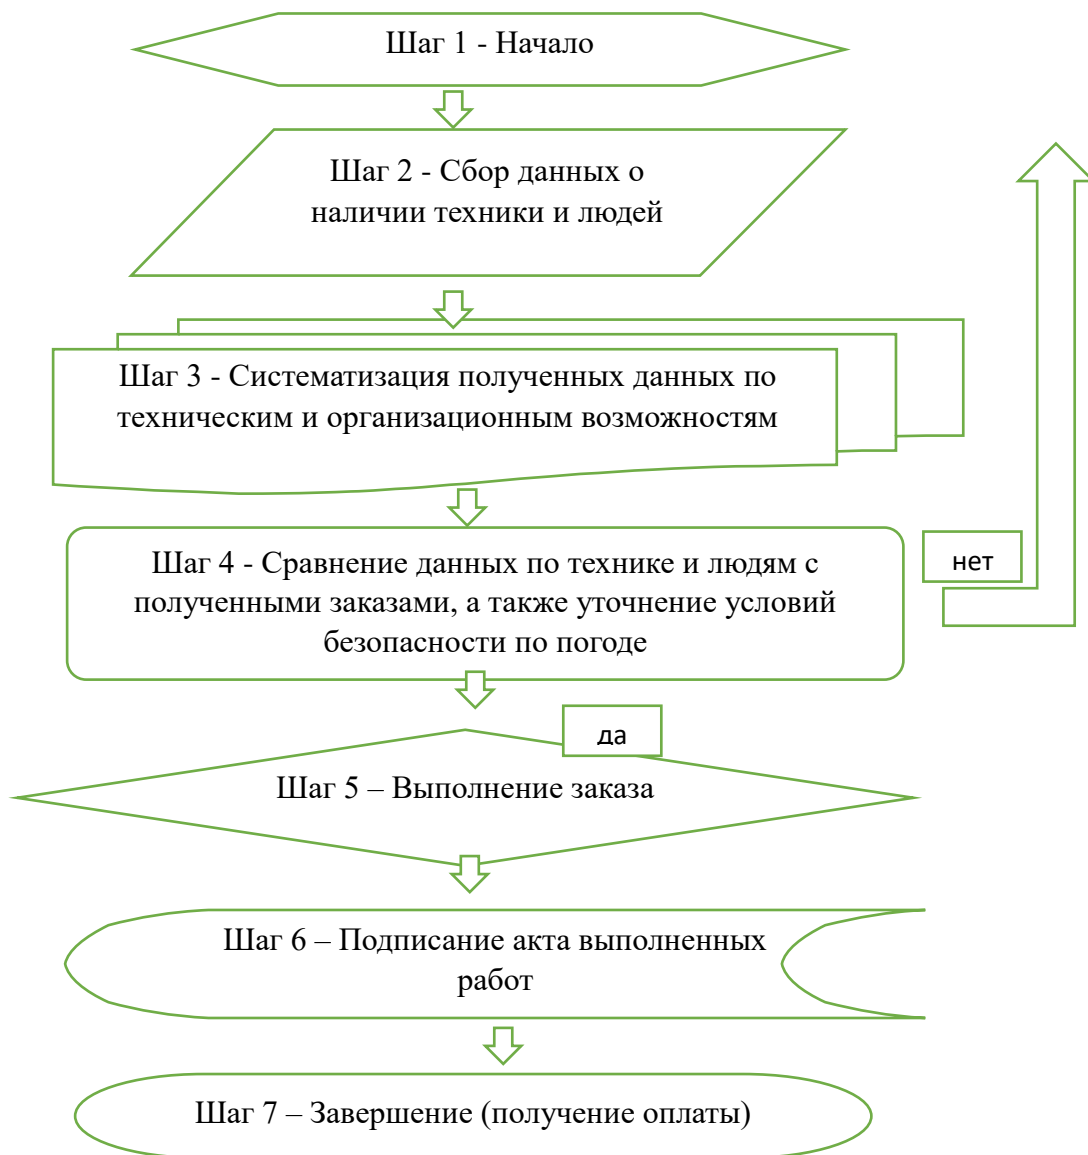 Шаг 1 - Начало
Шаг 2 - Сбор данных о
наличии техники и людей
Шаг 3 - Систематизация полученных данных по
техническим и организационным возможностям
Шаг 4 - Сравнение данных по технике и людям с
полученными заказами, а также уточнение условий
безопасности по погоде
нет
да
Шаг 5 – Выполнение заказа
Шаг 6 – Подписание акта выполненных
работ
Шаг 7 – Завершение (получение оплаты)